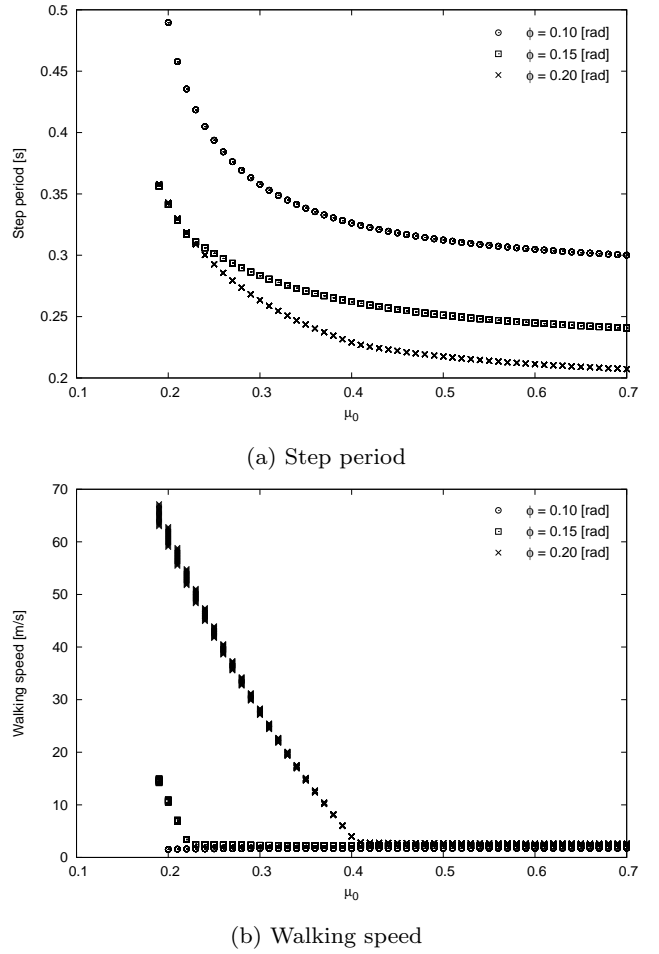 0.5
0.45
0.4
0.35
0.3
0.25
0.2
Step period [s]
ϕ = 0.10 [rad]
ϕ = 0.15 [rad]
ϕ = 0.20 [rad]
0.1 0.2 0.3 0.4 0.5 0.6 0.7
μ0
(a) Step period
70
60
50
40
30
20
10
0
Walking speed [m/s]
ϕ = 0.10 [rad]
ϕ = 0.15 [rad]
ϕ = 0.20 [rad]
0.1 0.2 0.3 0.4 0.5 0.6 0.7
μ0
(b) Walking speed